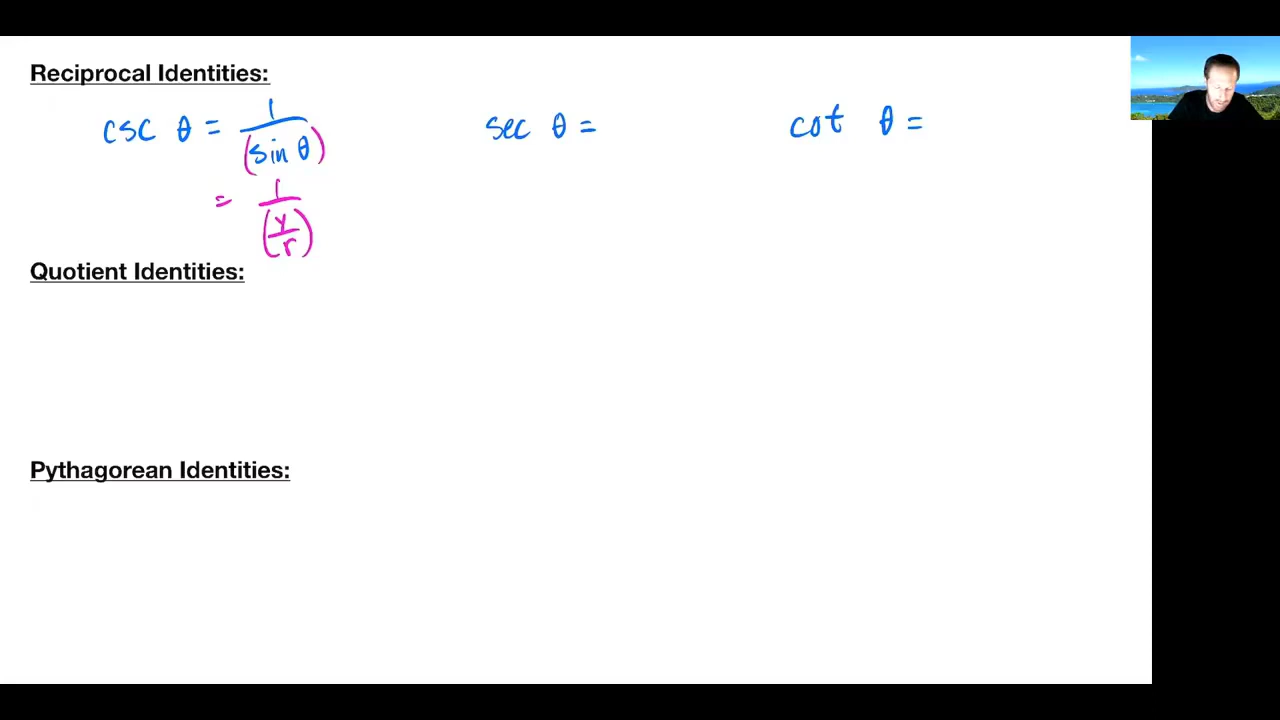 Reciprocal Identities:
csc θ = 1/(sin θ) sec θ = cot θ =
= 1/(y/r)
Quotient Identities:
Pythagorean Identities: